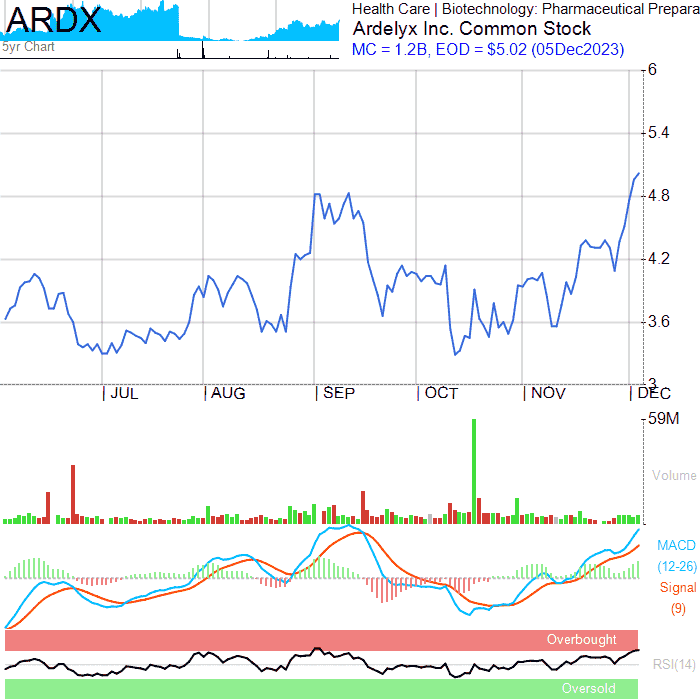 ARDX
5yr Chart
Health Care | Biotechnology: Pharmaceutical Prepara
Ardelyx Inc. Common Stock
MC = 1.2B, EOD = $5.02 (05Dec2023)
6
5.4
4.8
4.2
3.6
3
| JUL | AUG | SEP | OCT | NOV | DEC
59M
Volume
MACD
(12-26)
Signal
(9)
Overbought
RSI(14)
Oversold